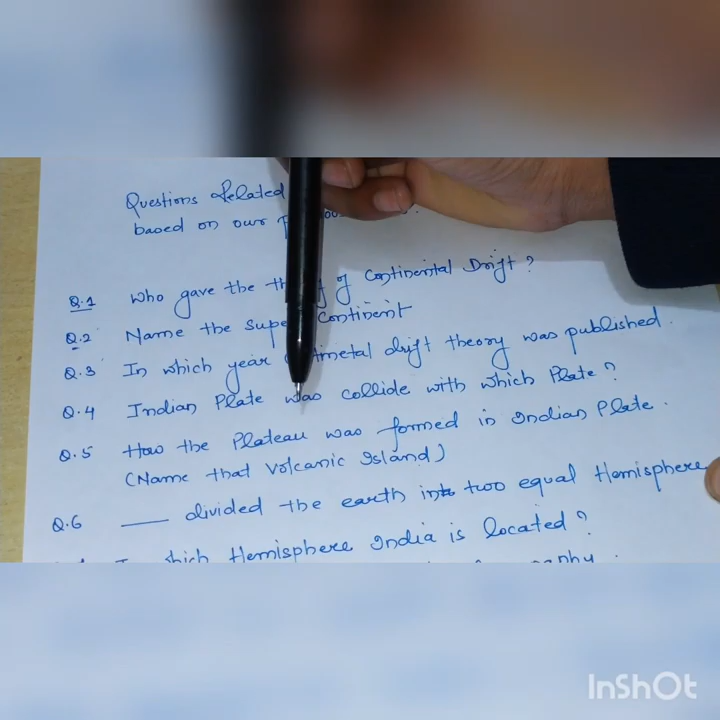 Questions Related
based on our
Q.1 Who gave the of Continental Drift?
Q.2 Name the Super Continent
Q.3 In which year drift theory was published.
Q.4 Indian Plate was collide with which Plate?
Q.5 How the Plateau was formed in Indian Plate.
(Name that Volcanic Island)
Q.6 ____ divided the earth into two equal Hemisphere
Hemisphere India is located?
InShOt